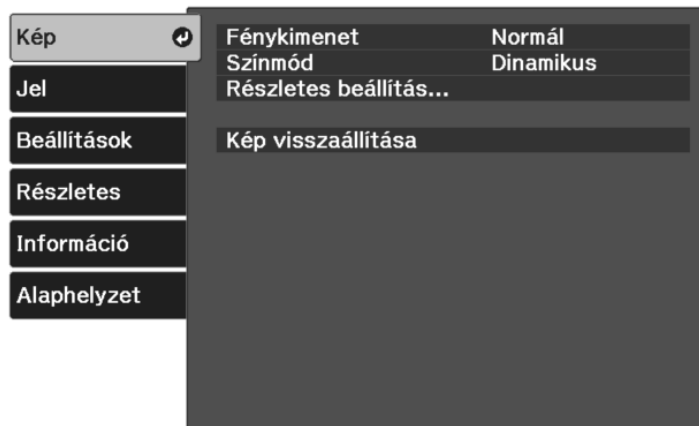 Kép
Jel
Beállítások
Részletes
Információ
Alaphelyzet
Fénykimenet Normál
Színmód Dinamikus
Részletes beállítás...
Kép visszaállítása